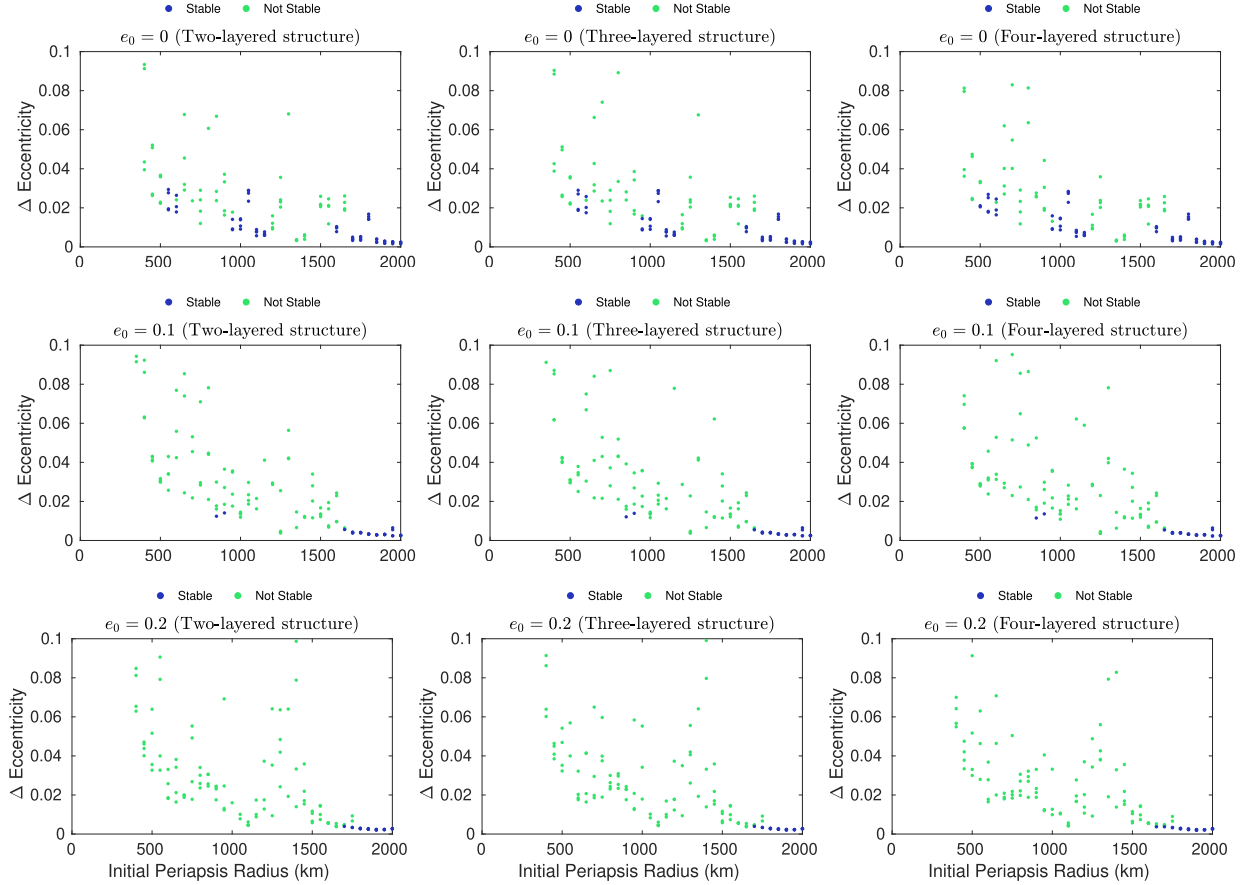 Stable Not Stable Stable Not Stable Stable Not Stable
e₀ = 0 (Two-layered structure) e₀ = 0 (Three-layered structure) e₀ = 0 (Four-layered structure)
0.1 0.1 0.1
0.08 0.08 0.08
0.06 0.06 0.06
0.04 0.04 0.04
0.02 0.02 0.02
0 0 0
Δ Eccentricity Δ Eccentricity Δ Eccentricity
500 1000 1500 2000 500 1000 1500 2000 500 1000 1500 2000
Stable Not Stable Stable Not Stable Stable Not Stable
e₀ = 0.1 (Two-layered structure) e₀ = 0.1 (Three-layered structure) e₀ = 0.1 (Four-layered structure)
0.1 0.1 0.1
0.08 0.08 0.08
0.06 0.06 0.06
0.04 0.04 0.04
0.02 0.02 0.02
0 0 0
Δ Eccentricity Δ Eccentricity Δ Eccentricity
0 500 1000 1500 2000 0 500 1000 1500 2000 0 500 1000 1500 2000
Stable Not Stable Stable Not Stable Stable Not Stable
e₀ = 0.2 (Two-layered structure) e₀ = 0.2 (Three-layered structure) e₀ = 0.2 (Four-layered structure)
0.1 0.1 0.1
0.08 0.08 0.08
0.06 0.06 0.06
0.04 0.04 0.04
0.02 0.02 0.02
0 0 0
Δ Eccentricity Δ Eccentricity Δ Eccentricity
0 500 1000 1500 2000 0 500 1000 1500 2000 0 500 1000 1500 2000
Initial Periapsis Radius (km) Initial Periapsis Radius (km) Initial Periapsis Radius (km)